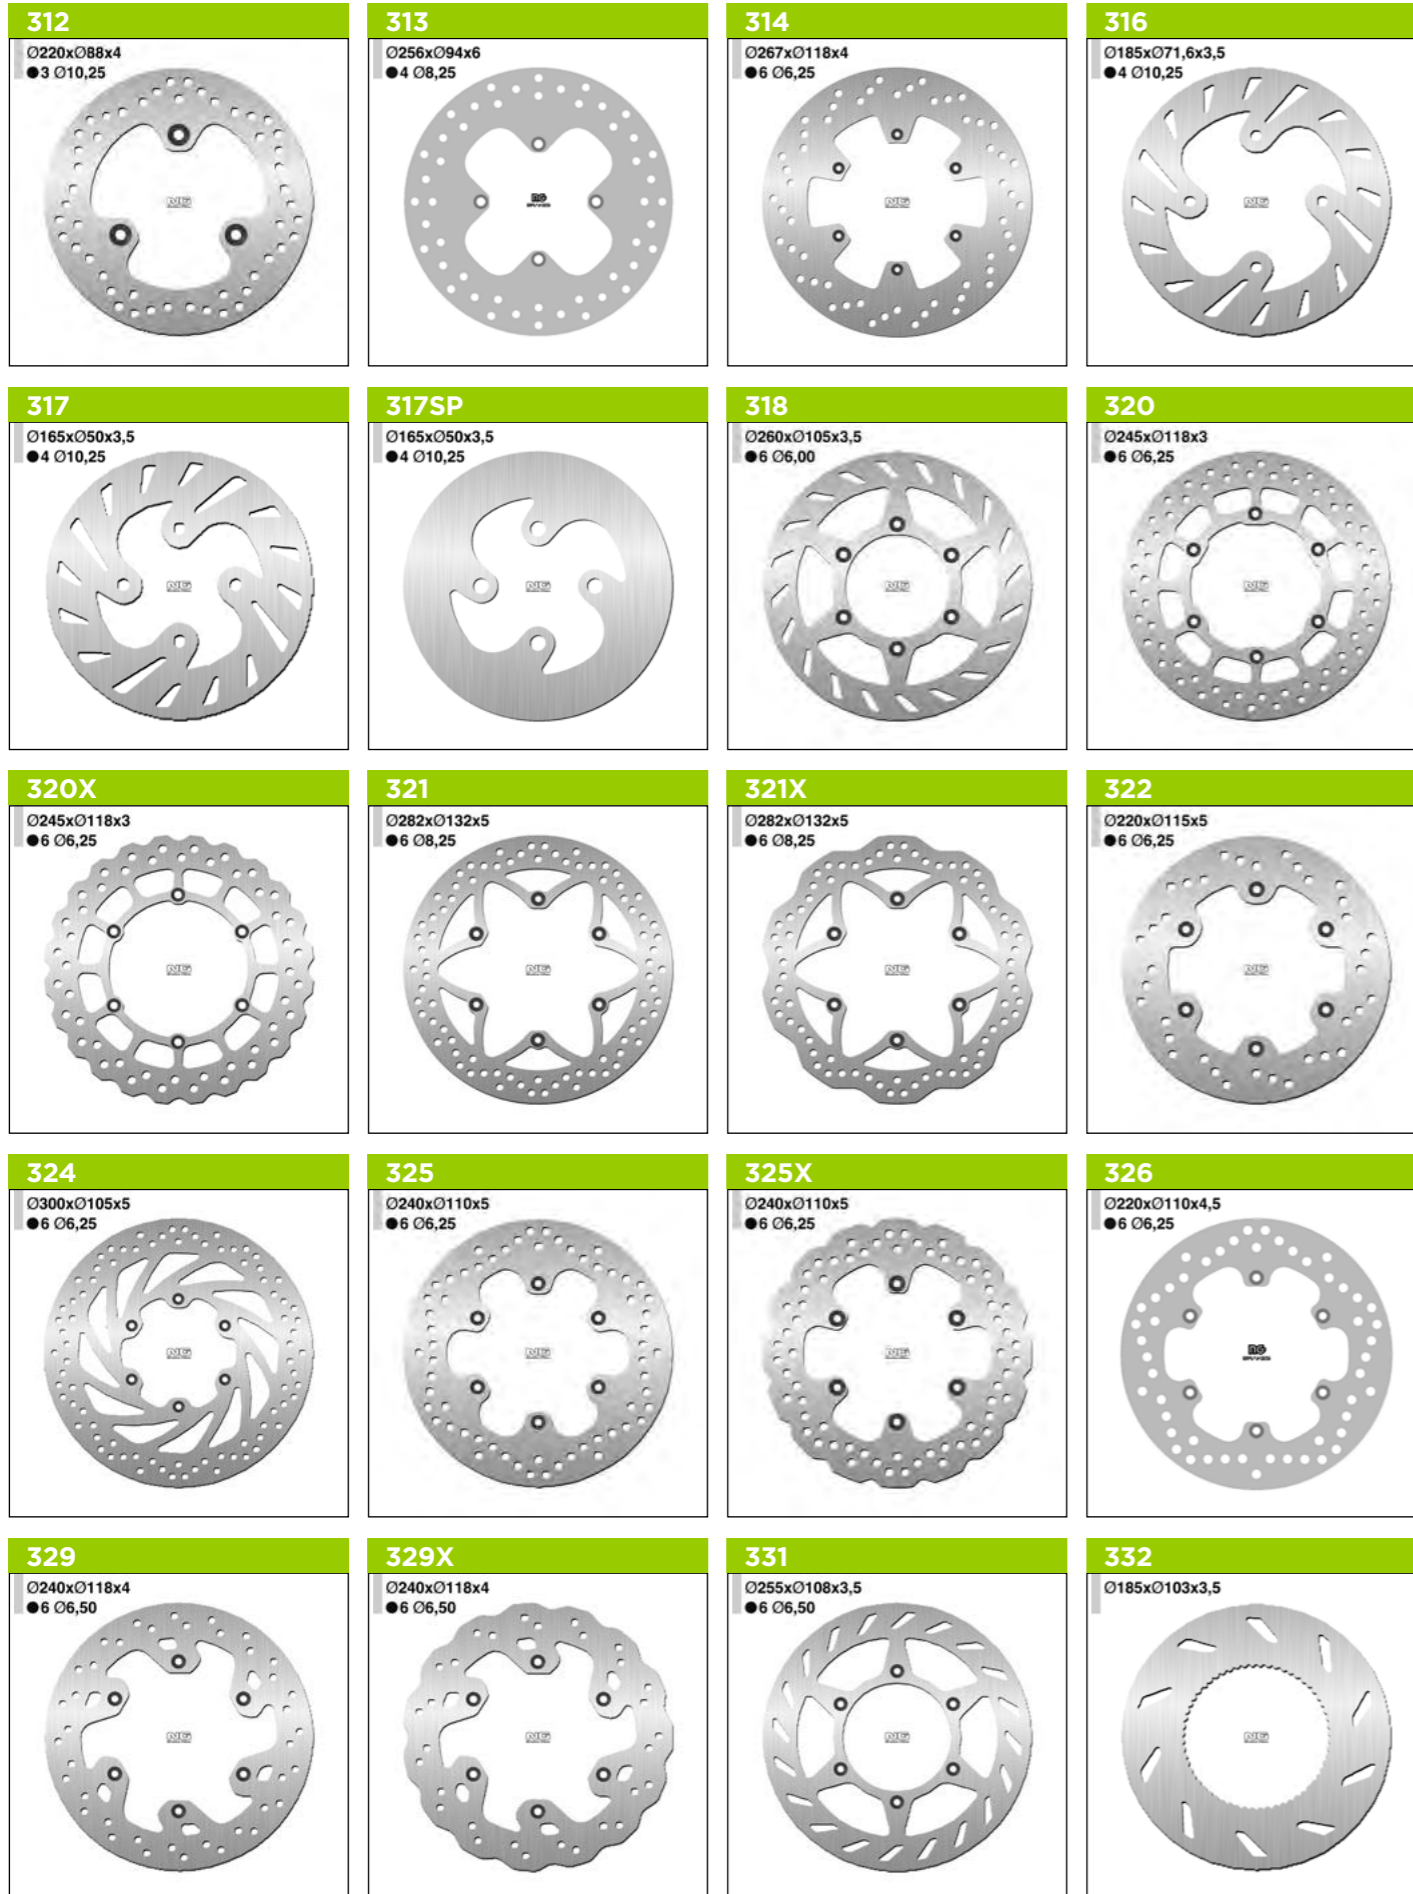 312
Ø220xØ88x4
●3 Ø10,25
313
Ø256xØ94x6
●4 Ø8,25
NG
BRAKES
314
Ø267xØ118x4
●6 Ø6,25
316
Ø185xØ71,6x3,5
●4 Ø10,25
317
Ø165xØ50x3,5
●4 Ø10,25
317SP
Ø165xØ50x3,5
●4 Ø10,25
318
Ø260xØ105x3,5
●6 Ø6,00
320
Ø245xØ118x3
●6 Ø6,25
320X
Ø245xØ118x3
●6 Ø6,25
321
Ø282xØ132x5
●6 Ø8,25
321X
Ø282xØ132x5
●6 Ø8,25
322
Ø220xØ115x5
●6 Ø6,25
324
Ø300xØ105x5
●6 Ø6,25
325
Ø240xØ110x5
●6 Ø6,25
325X
Ø240xØ110x5
●6 Ø6,25
326
Ø220xØ110x4,5
●6 Ø6,25
NG
BRAKES
329
Ø240xØ118x4
●6 Ø6,50
329X
Ø240xØ118x4
●6 Ø6,50
331
Ø255xØ108x3,5
●6 Ø6,50
332
Ø185xØ103x3,5